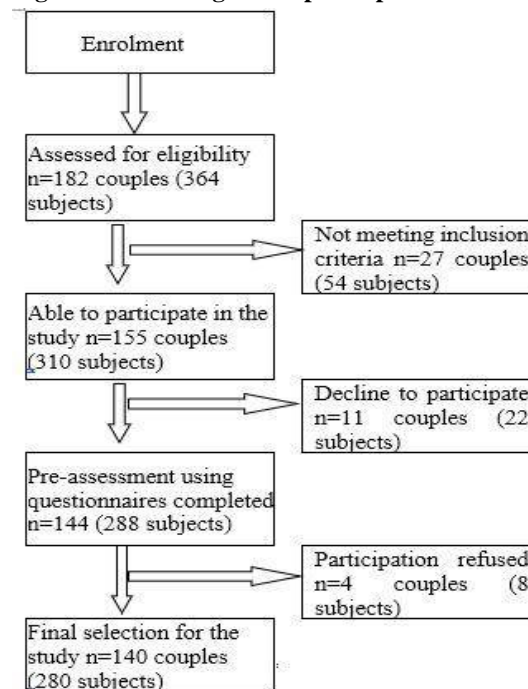 Enrolment
Assessed for eligibility
n=182 couples (364
subjects)
Not meeting inclusion
criteria n=27 couples
(54 subjects)
Able to participate in the
study n=155 couples
(310 subjects)
Decline to participate
n=11 couples (22
subjects)
Pre-assessment using
questionnaires completed
n=144 (288 subjects)
Participation refused
n=4 couples (8
subjects)
Final selection for the
study n=140 couples
(280 subjects)